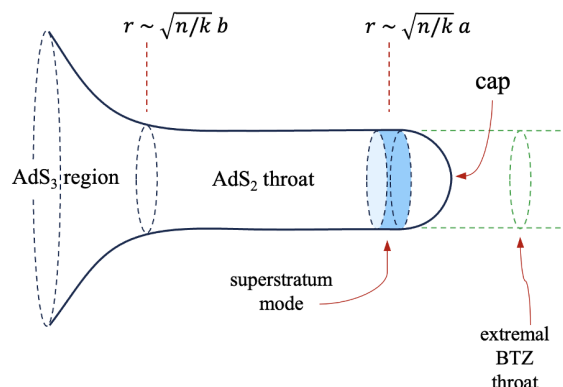 r ~ √n/k b
r ~ √n/k a
cap
AdS₃ region
AdS₂ throat
superstratum
mode
extremal
BTZ
throat